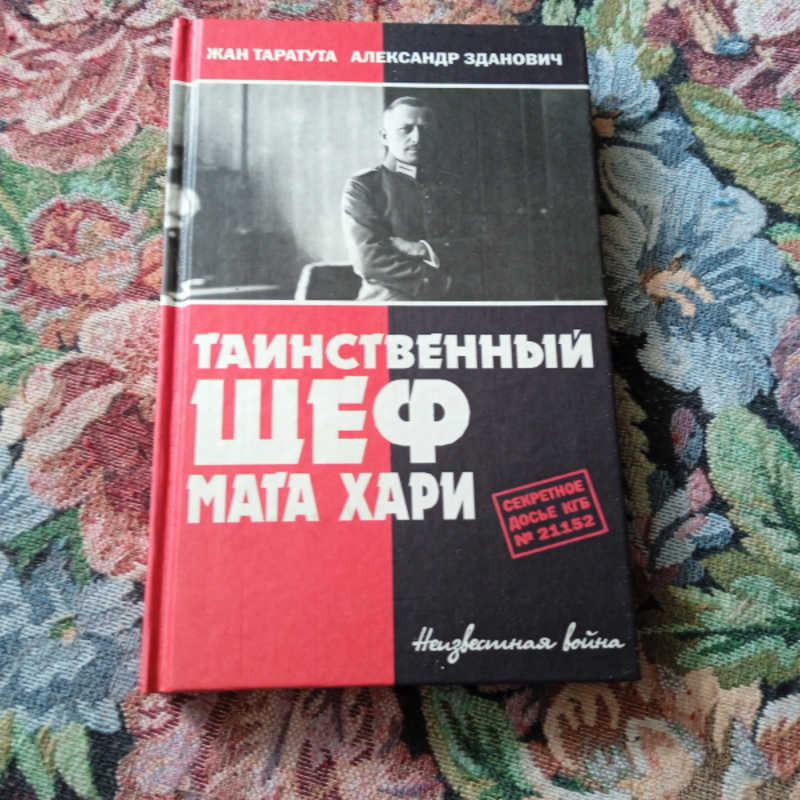 ЖАН ТАРАТУТА АЛЕКСАНДР ЗДАНОВИЧ
ТАИНСТВЕННЫЙ
ШЕФ
МАТА ХАРИ
СЕКРЕТНОЕ
ДОСЬЕ КГБ
№ 21152
Неизвестная война